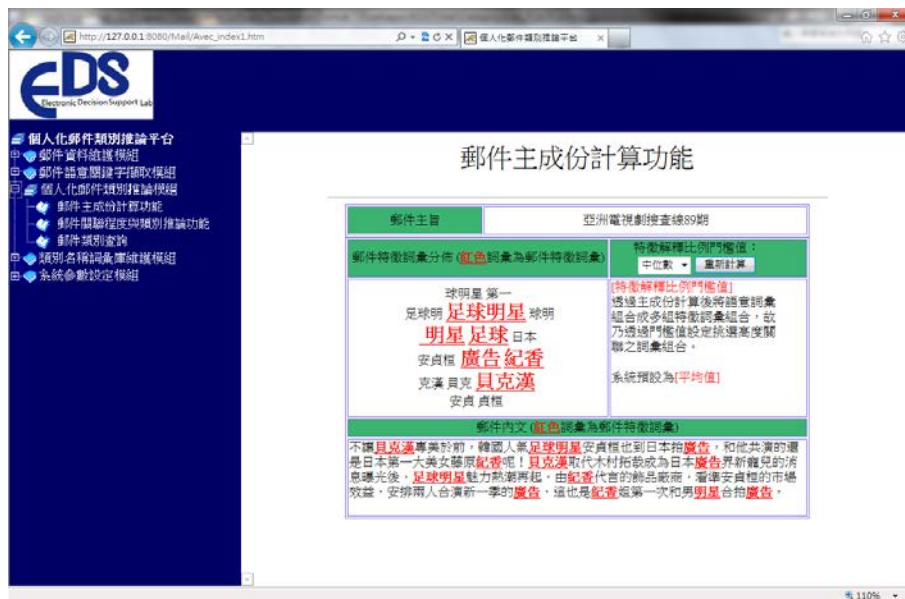 http://127.0.0.1:8080/Mail/Avec_index1.htm
個人化郵件類別推論平台
EDS
Electronic Decision Support Lab
個人化郵件類別推論平台
郵件資料維護模組
郵件語意關鍵字擷取模組
個人化郵件類別推論模組
郵件主成份計算功能
郵件關聯程度與類別推論功能
郵件類別查詢
類別名稱詞彙庫維護模組
系統參數設定模組
郵件主成份計算功能
郵件主旨
亞洲電視劇搜查線89期
郵件特徵詞彙分佈 (紅色詞彙為郵件特徵詞彙)
特徵解釋比例門檻值：
中位數 重新計算
球明星 第一
足球明 足球明星 球明
明星 足球 日本
安貞桓 廣告 紀香
克漢 貝克 貝克漢
安貞 貞桓
[特徵解釋比例門檻值]
透過主成份計算後將語意詞彙
組合成多組特徵詞彙組合，故
乃透過門檻值設定挑選高度關
聯之詞彙組合。
系統預設為[平均值]
郵件內文 (紅色詞彙為郵件特徵詞彙)
不讓貝克漢專美於前，韓國人氣足球明星安貞桓也到日本拍廣告，和他共演的還
是日本第一大美女藤原紀香呢！貝克漢取代木村拓哉成為日本廣告界新寵兒的消
息曝光後，足球明星魅力熱潮再起，由紀香代言的飾品廠商，看準安貞桓的市場
效益，安排兩人合演新一季的廣告，這也是紀香姐第一次和男明星合拍廣告，
110%